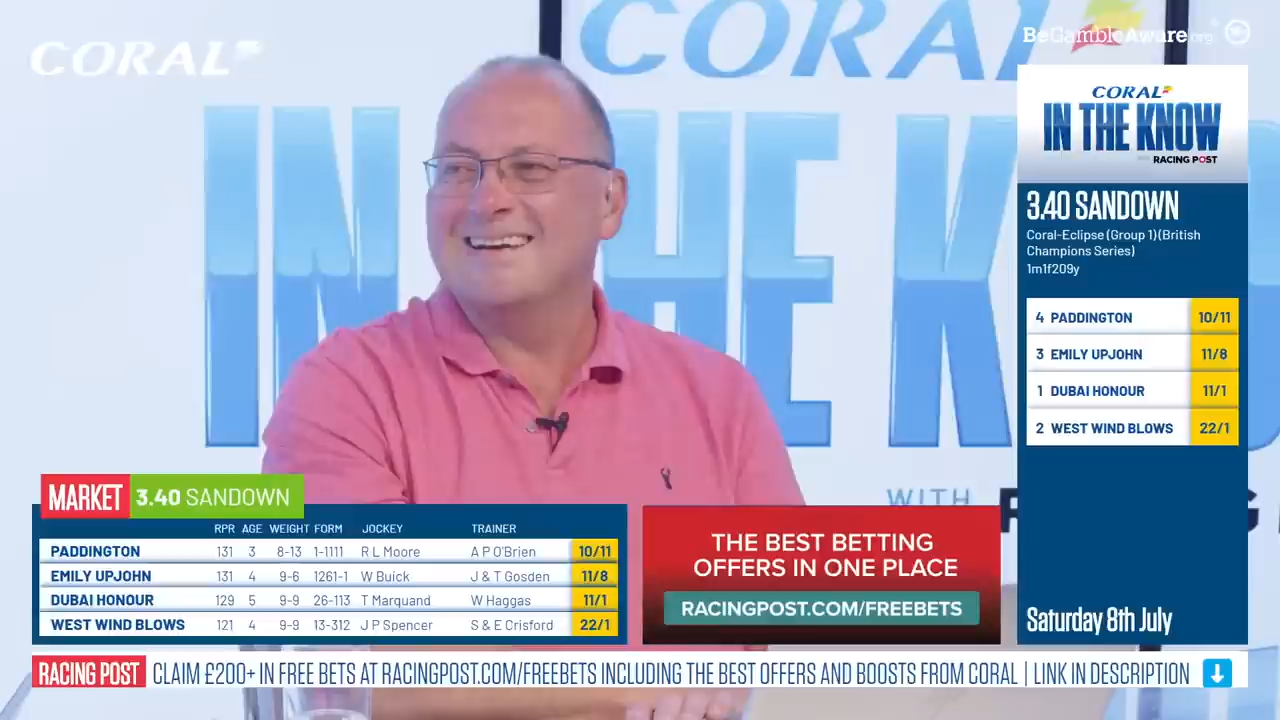 CORAL
CORAL
BeGambleAware.org
IN THE K
CORAL
IN THE KNOW
WITH RACING POST
3.40 SANDOWN
Coral-Eclipse (Group 1) (British
Champions Series)
1m1f209y
4 PADDINGTON 10/11
3 EMILY UPJOHN 11/8
1 DUBAI HONOUR 11/1
2 WEST WIND BLOWS 22/1
Saturday 8th July
WITH
MARKET 3.40 SANDOWN
RPR AGE WEIGHT FORM JOCKEY TRAINER
PADDINGTON 131 3 8-13 1-1111 R L Moore A P O'Brien 10/11
EMILY UPJOHN 131 4 9-6 1261-1 W Buick J & T Gosden 11/8
DUBAI HONOUR 129 5 9-9 26-113 T Marquand W Haggas 11/1
WEST WIND BLOWS 121 4 9-9 13-312 J P Spencer S & E Crisford 22/1
THE BEST BETTING
OFFERS IN ONE PLACE
RACINGPOST.COM/FREEBETS
RACING POST CLAIM £200+ IN FREE BETS AT RACINGPOST.COM/FREEBETS INCLUDING THE BEST OFFERS AND BOOSTS FROM CORAL | LINK IN DESCRIPTION